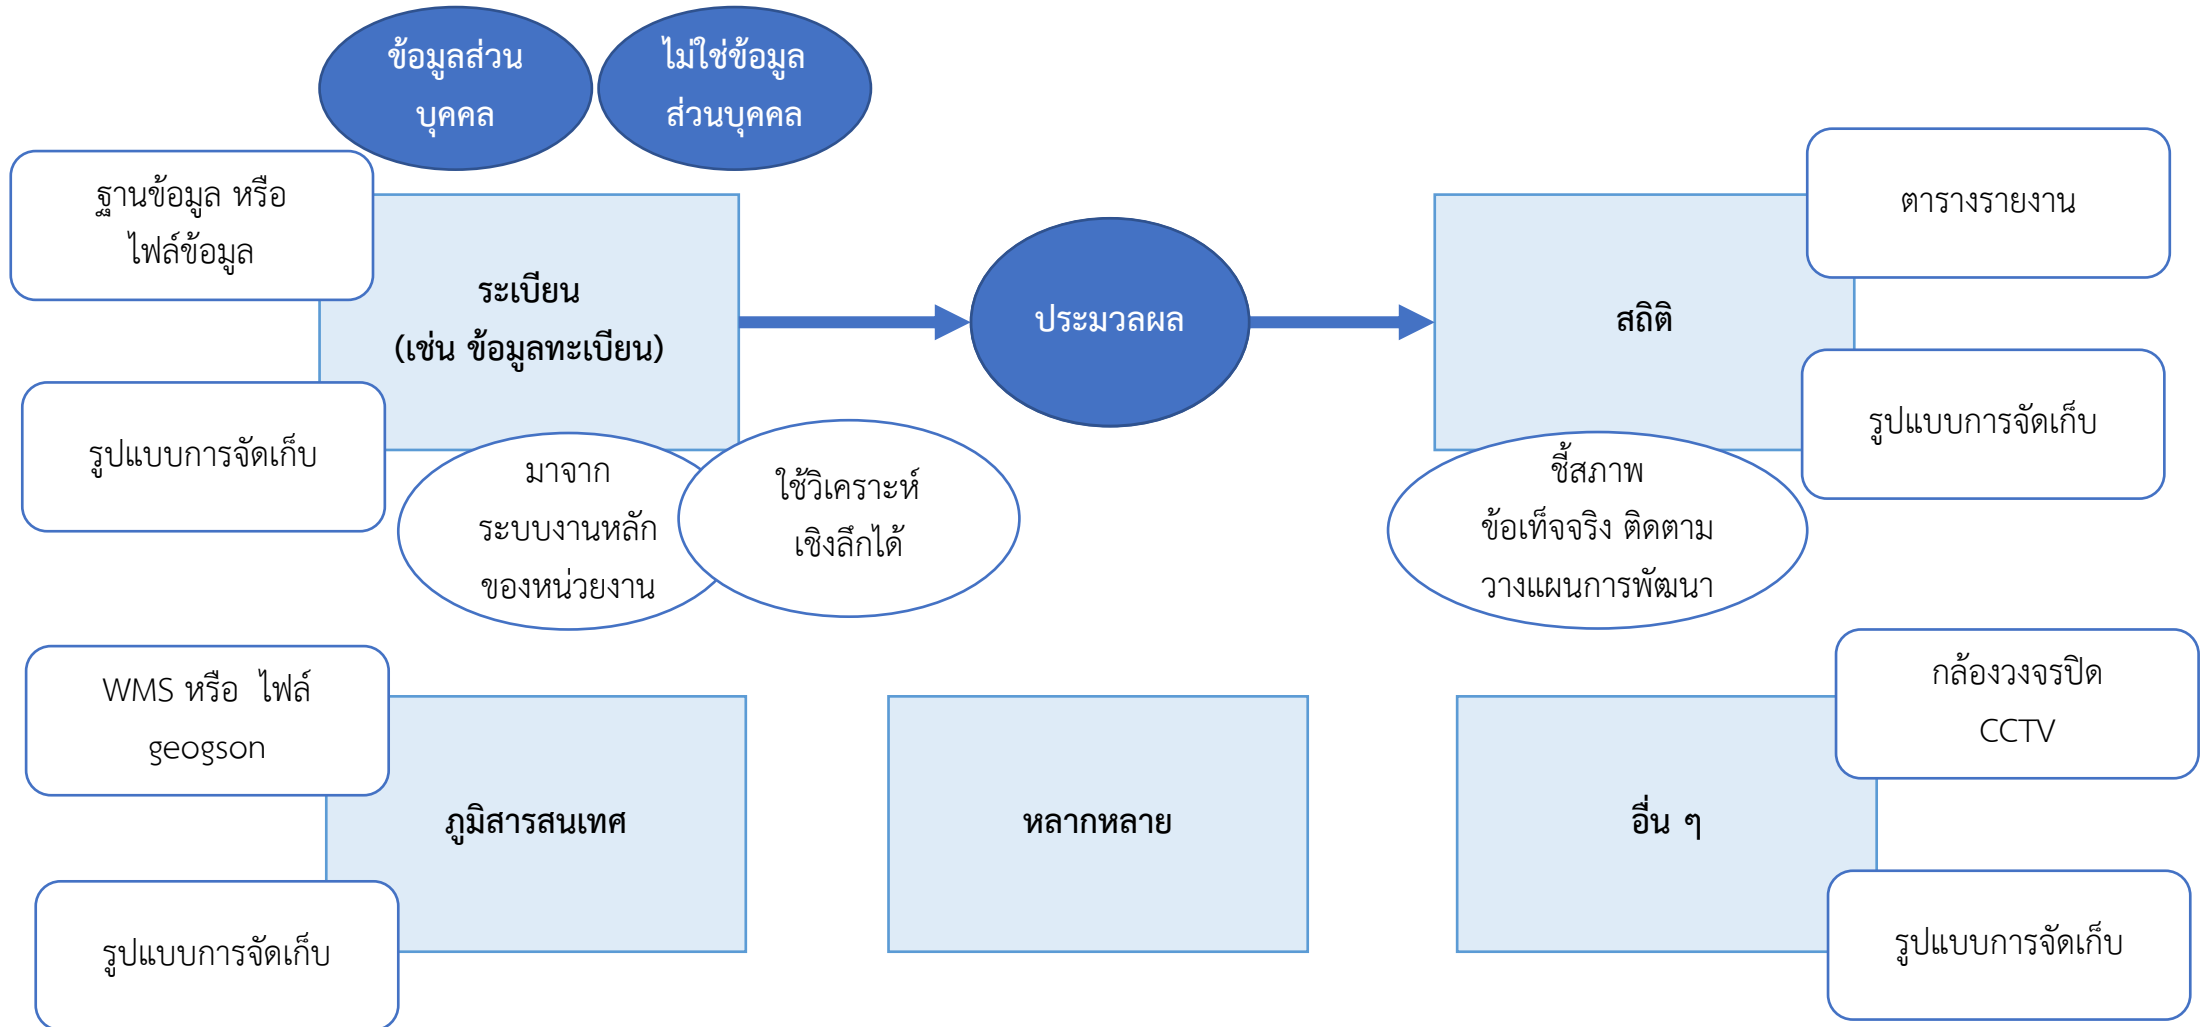 ข้อมูลส่วน
บุคคล
ไม่ใช่ข้อมูล
ส่วนบุคคล
ฐานข้อมูล หรือ
ไฟล์ข้อมูล
ระเบียน
(เช่น ข้อมูลทะเบียน)
รูปแบบการจัดเก็บ
มาจาก
ระบบงานหลัก
ของหน่วยงาน
ใช้วิเคราะห์
เชิงลึกได้
ประมวลผล
ตารางรายงาน
สถิติ
รูปแบบการจัดเก็บ
ชี้สภาพ
ข้อเท็จจริง ติดตาม
วางแผนการพัฒนา
WMS หรือ ไฟล์
geogson
ภูมิสารสนเทศ
รูปแบบการจัดเก็บ
หลากหลาย
กล้องวงจรปิด
CCTV
อื่น ๆ
รูปแบบการจัดเก็บ